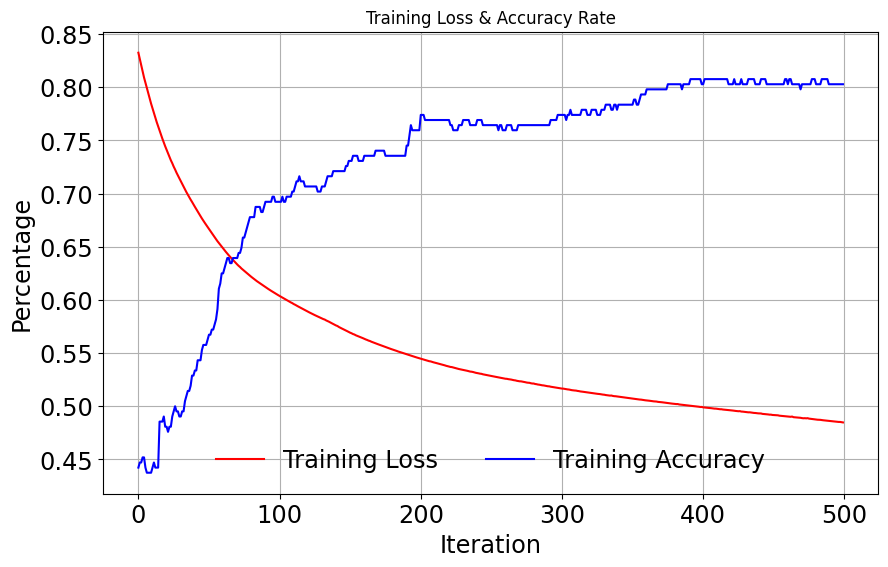 Training Loss & Accuracy Rate
0.85
0.80
0.75
0.70
0.65
0.60
0.55
0.50
0.45
Percentage
Training Loss Training Accuracy
0 100 200 300 400 500
Iteration